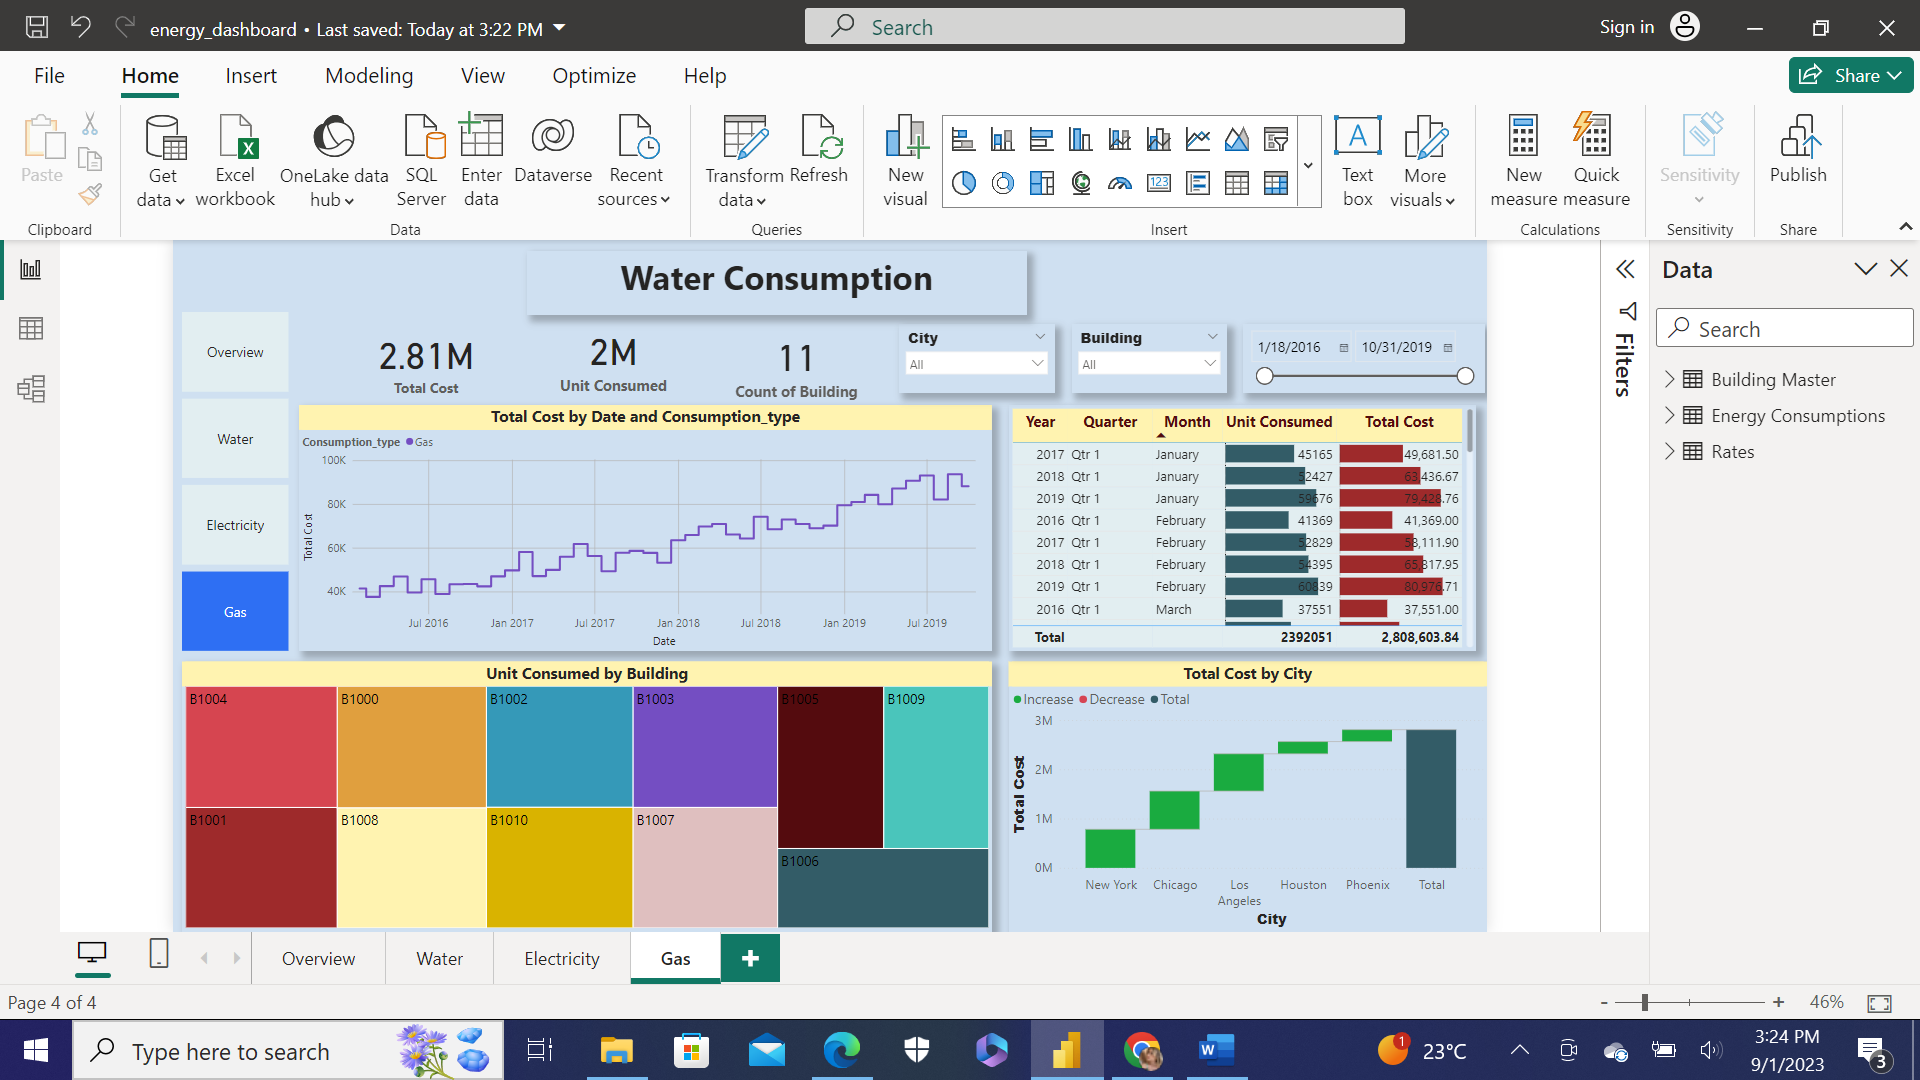 energy_dashboard • Last saved: Today at 3:22 PM
Search
Sign in
File Home Insert Modeling View Optimize Help
Share
Paste
Get data
Excel workbook
OneLake data hub
SQL Server
Enter data
Dataverse
Recent sources
Transform data
Refresh
New visual
Text box
More visuals
New measure
Quick measure
Sensitivity
Publish
Clipboard Data Queries Insert Calculations Sensitivity Share
Water Consumption
Overview
Water
Electricity
Gas
2.81M
Total Cost
2M
Unit Consumed
11
Count of Building
City
All
Building
All
1/18/2016 10/31/2019
Total Cost by Date and Consumption_type
Consumption_type Gas
Total Cost
100K
80K
60K
40K
Jul 2016 Jan 2017 Jul 2017 Jan 2018 Jul 2018 Jan 2019 Jul 2019
Date
Year Quarter Month Unit Consumed Total Cost
2017 Qtr 1 January 45165 49,681.50
2018 Qtr 1 January 52427 63,436.67
2019 Qtr 1 January 59676 79,428.76
2016 Qtr 1 February 41369 41,369.00
2017 Qtr 1 February 52829 58,111.90
2018 Qtr 1 February 54395 65,817.95
2019 Qtr 1 February 60839 80,976.71
2016 Qtr 1 March 37551 37,551.00
Total 2392051 2,808,603.84
Unit Consumed by Building
B1004 B1000 B1002 B1003 B1005 B1009
B1001 B1008 B1010 B1007
B1006
Total Cost by City
Increase Decrease Total
Total Cost
3M
2M
1M
0M
New York Chicago Los Angeles Houston Phoenix Total
City
Filters
Data
Search
Building Master
Energy Consumptions
Rates
Overview Water Electricity Gas
Page 4 of 4
46%
Type here to search
1
23°C
3:24 PM
9/1/2023
3